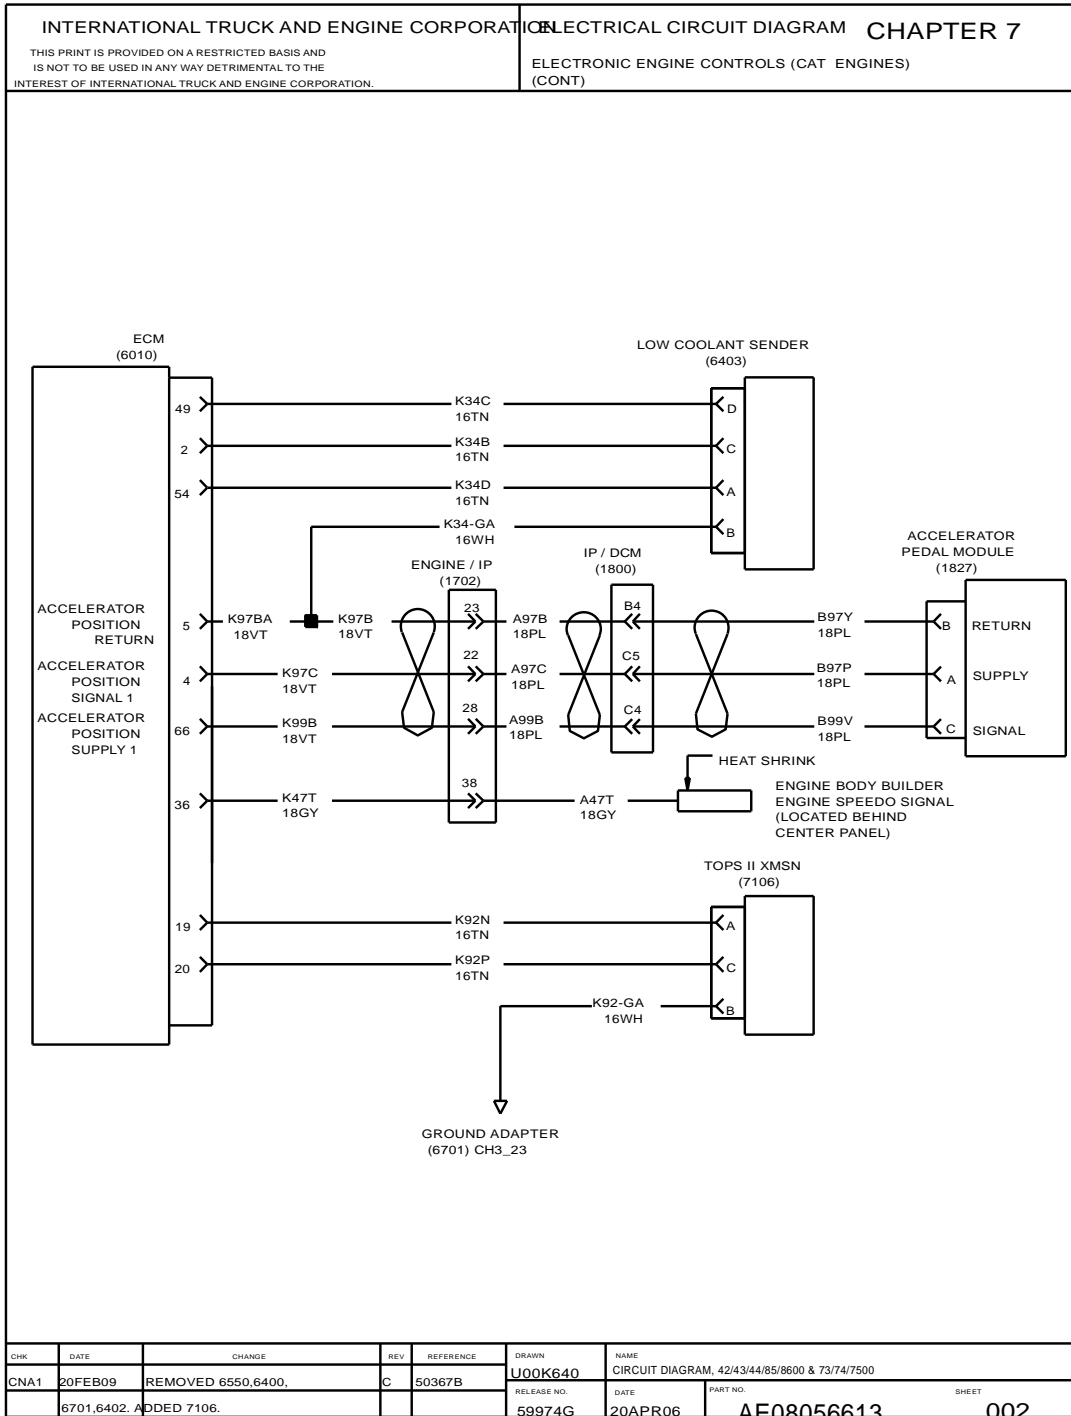 INTERNATIONAL TRUCK AND ENGINE CORPORATION
THIS PRINT IS PROVIDED ON A RESTRICTED BASIS AND
IS NOT TO BE USED IN ANY WAY DETRIMENTAL TO THE
INTEREST OF INTERNATIONAL TRUCK AND ENGINE CORPORATION.
ELECTRICAL CIRCUIT DIAGRAM CHAPTER 7
ELECTRONIC ENGINE CONTROLS (CAT ENGINES)
(CONT)
ECM
(6010)
LOW COOLANT SENDER
(6403)
49 K34C D
16TN
2 K34B C
16TN
54 K34D A
16TN
K34-GA B
16WH
ENGINE / IP
(1702)
IP / DCM
(1800)
ACCELERATOR
PEDAL MODULE
(1827)
ACCELERATOR
POSITION
RETURN
5 K97BA K97B 23 A97B B4 B97Y B RETURN
18VT 18VT 18PL 18PL
ACCELERATOR
POSITION
SIGNAL 1
4 K97C 22 A97C C5 B97P A SUPPLY
18VT 18PL 18PL
ACCELERATOR
POSITION
SUPPLY 1
66 K99B 28 A99B C4 B99V C SIGNAL
18VT 18PL 18PL
HEAT SHRINK
36 K47T 38 A47T
18GY 18GY
ENGINE BODY BUILDER
ENGINE SPEEDO SIGNAL
(LOCATED BEHIND
CENTER PANEL)
TOPS II XMSN
(7106)
19 K92N A
16TN
20 K92P C
16TN
K92-GA B
16WH
GROUND ADAPTER
(6701) CH3_23
CHK DATE CHANGE REV REFERENCE
CNA1 20FEB09 REMOVED 6550,6400, C 50367B
6701,6402. ADDED 7106.
DRAWN
U00K640
NAME
CIRCUIT DIAGRAM, 42/43/44/85/8600 & 73/74/7500
RELEASE NO.
59974G
DATE
20APR06
PART NO.
AE08056613
SHEET
002